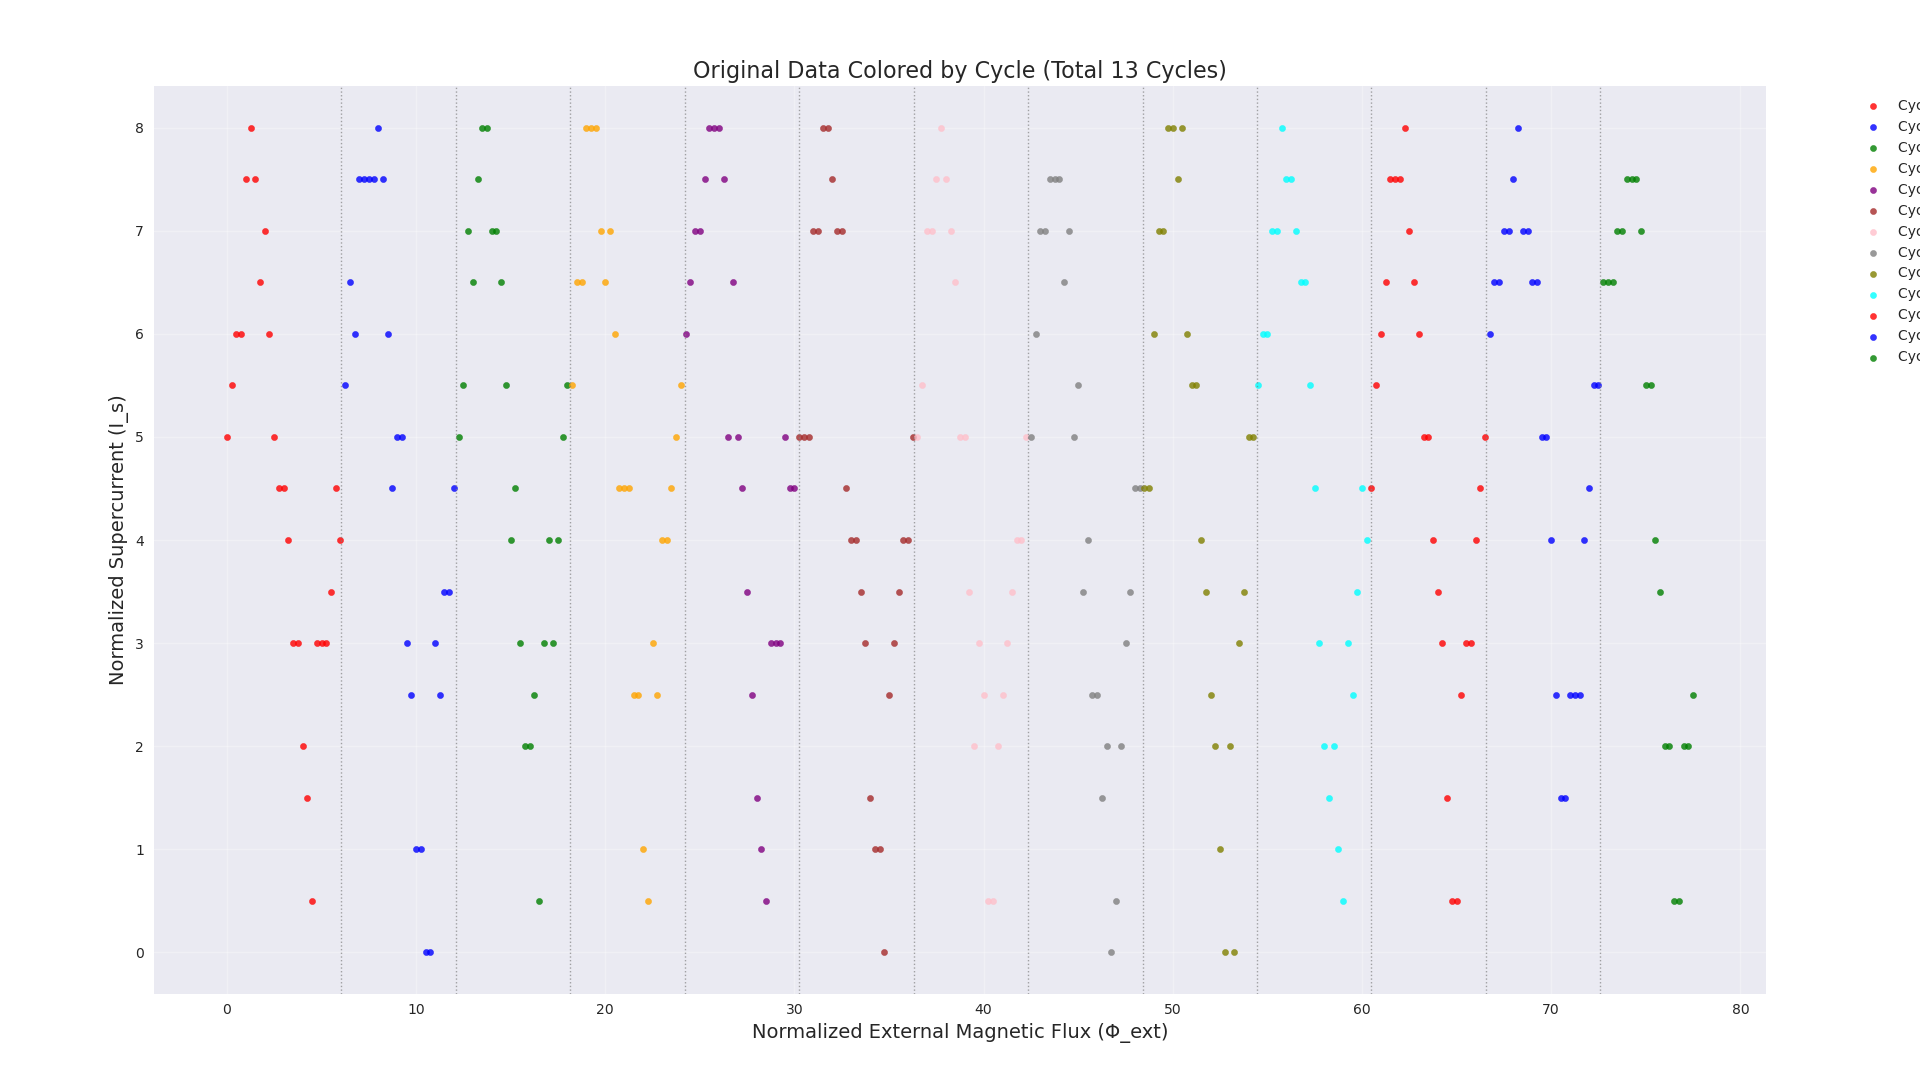 Original Data Colored by Cycle (Total 13 Cycles)
Normalized Supercurrent (I_s)
8
7
6
5
4
3
2
1
0
0 10 20 30 40 50 60 70 80
Normalized External Magnetic Flux (Φ_ext)
Cyc
Cyc
Cyc
Cyc
Cyc
Cyc
Cyc
Cyc
Cyc
Cyc
Cyc
Cyc
Cyc